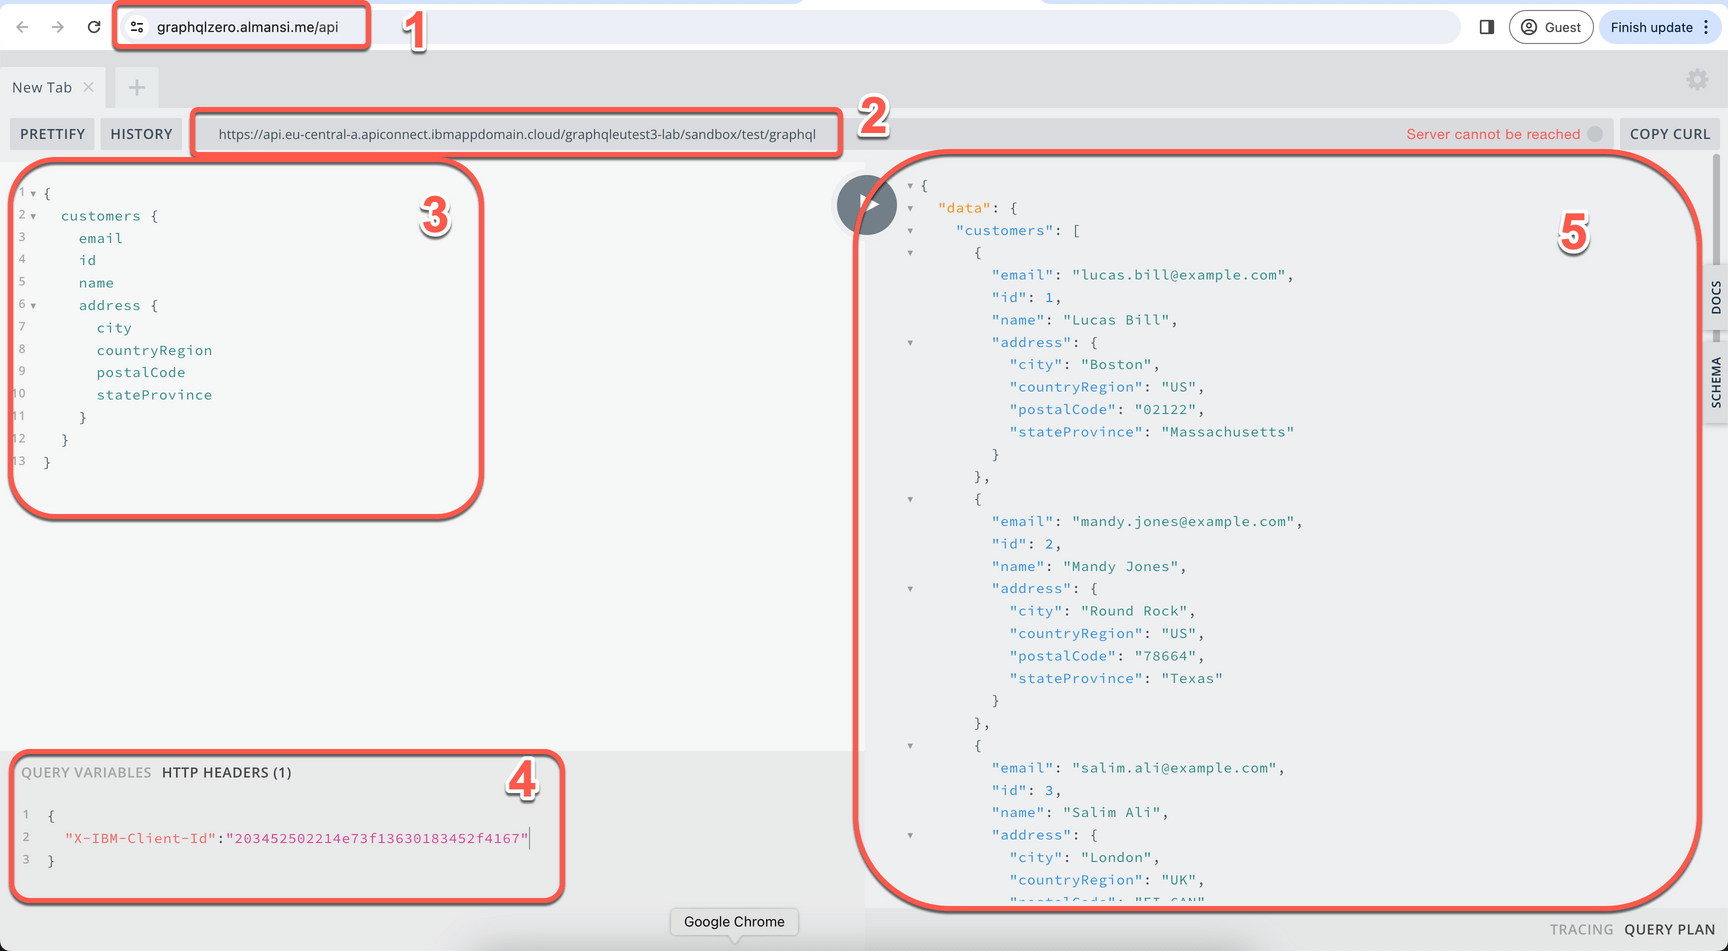 graphqlzero.almansi.me/api
1
Guest
Finish update
New Tab
PRETTIFY
HISTORY
https://api.eu-central-a.apiconnect.ibmappdomain.cloud/graphqleutest3-lab/sandbox/test/graphql
2
Server cannot be reached
COPY CURL
3
1 {
2 customers {
3 email
4 id
5 name
6 address {
7 city
8 countryRegion
9 postalCode
10 stateProvince
11 }
12 }
13 }
QUERY VARIABLES HTTP HEADERS (1)
4
1 {
2 "X-IBM-Client-Id":"203452502214e73f13630183452f4167"
3 }
5
{
"data": {
"customers": [
{
"email": "lucas.bill@example.com",
"id": 1,
"name": "Lucas Bill",
"address": {
"city": "Boston",
"countryRegion": "US",
"postalCode": "02122",
"stateProvince": "Massachusetts"
}
},
{
"email": "mandy.jones@example.com",
"id": 2,
"name": "Mandy Jones",
"address": {
"city": "Round Rock",
"countryRegion": "US",
"postalCode": "78664",
"stateProvince": "Texas"
}
},
{
"email": "salim.ali@example.com",
"id": 3,
"name": "Salim Ali",
"address": {
"city": "London",
"countryRegion": "UK",
DOCS
SCHEMA
Google Chrome
TRACING QUERY PLAN